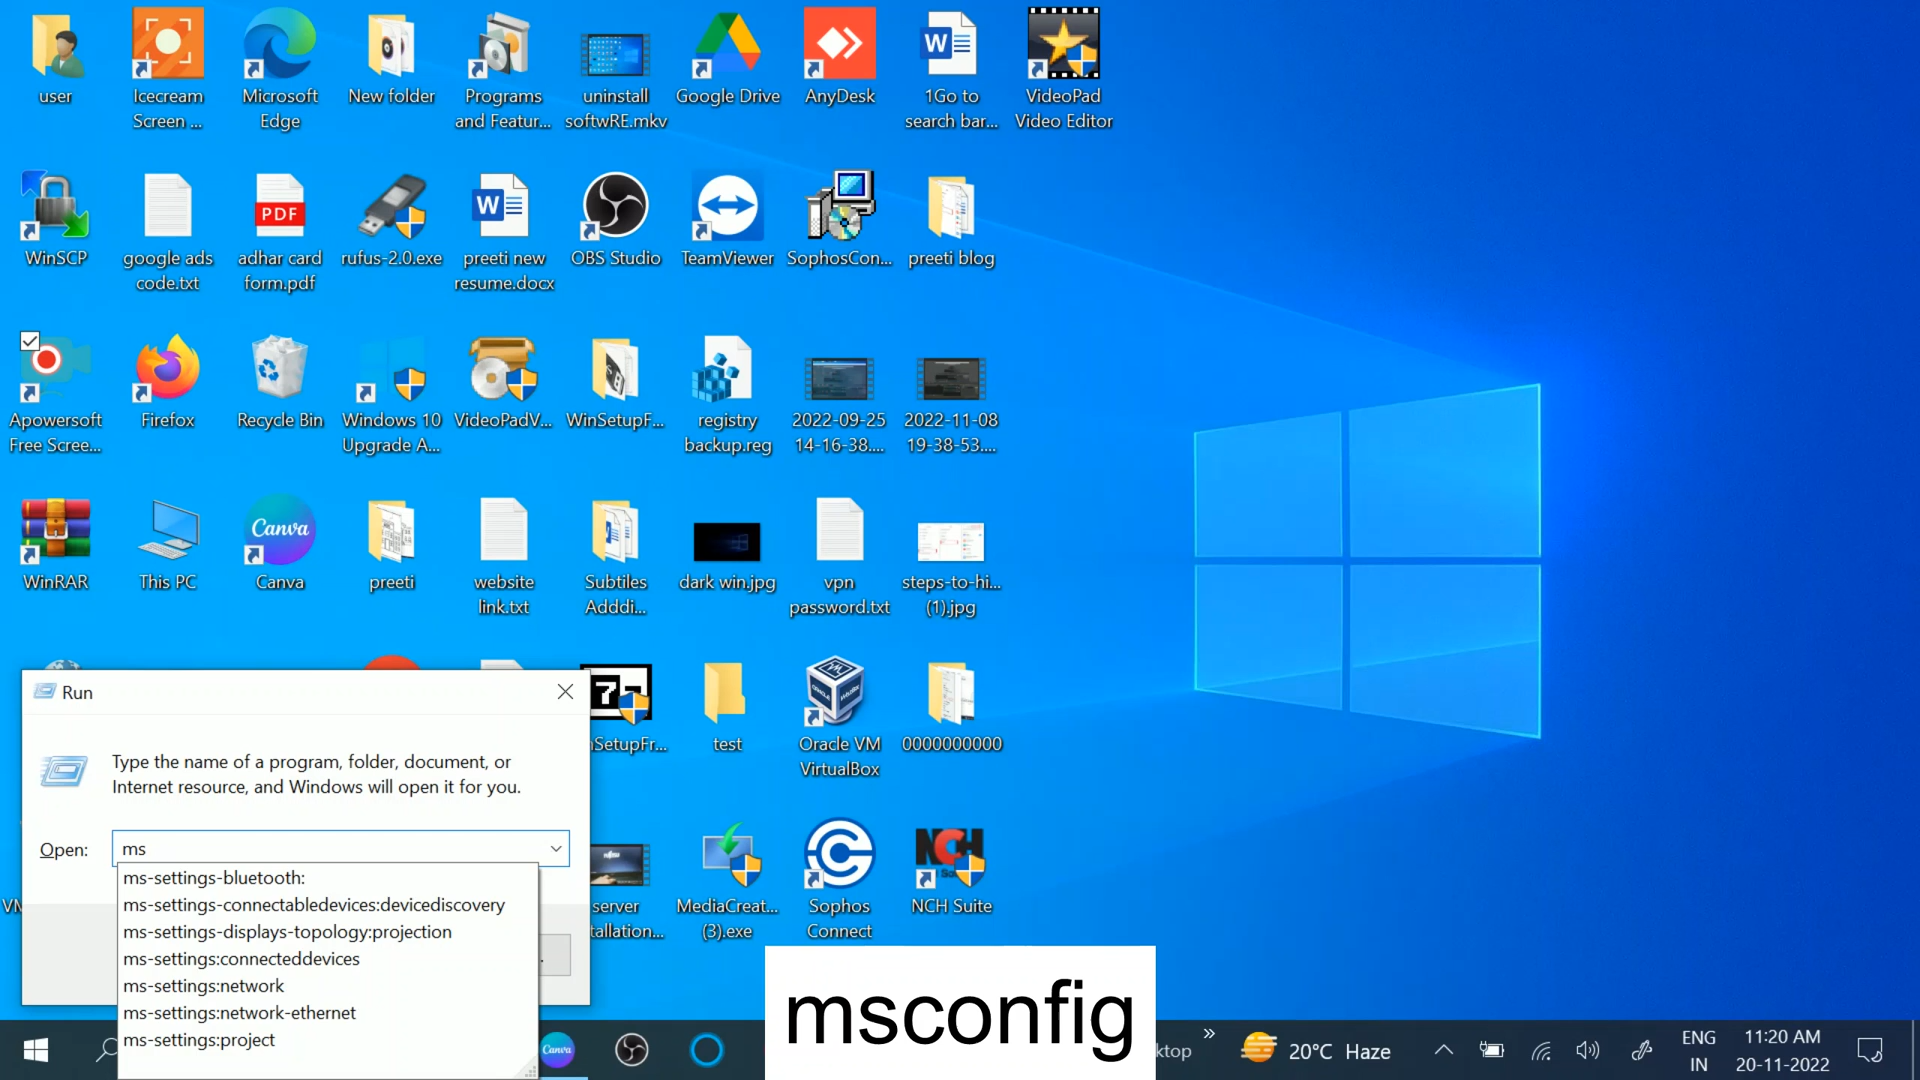 user
Icecream
Screen ...
Microsoft
Edge
New folder
Programs
and Featur...
uninstall
softwRE.mkv
Google Drive
AnyDesk
1Go to
search bar...
VideoPad
Video Editor
WinSCP
google ads
code.txt
PDF
adhar card
form.pdf
rufus-2.0.exe
W
preeti new
resume.docx
OBS Studio
TeamViewer
SophosCon...
preeti blog
Apowersoft
Free Scree...
Firefox
Recycle Bin
Windows 10
Upgrade A...
VideoPadV...
WinSetupF...
registry
backup.reg
2022-09-25
14-16-38....
2022-11-08
19-38-53....
WinRAR
This PC
Canva
Canva
preeti
website
link.txt
Subtiles
Adddi...
dark win.jpg
vpn
password.txt
steps-to-hi...
(1).jpg
nSetupFr...
test
Oracle VM
VirtualBox
0000000000
server
tallation...
MediaCreat...
(3).exe
Sophos
Connect
NCH
NCH Suite
Run
Type the name of a program, folder, document, or
Internet resource, and Windows will open it for you.
Open:
ms
ms-settings-bluetooth:
ms-settings-connectabledevices:devicediscovery
ms-settings-displays-topology:projection
ms-settings:connecteddevices
ms-settings:network
ms-settings:network-ethernet
ms-settings:project
msconfig
Canva
ktop
20°C Haze
ENG
IN
11:20 AM
20-11-2022